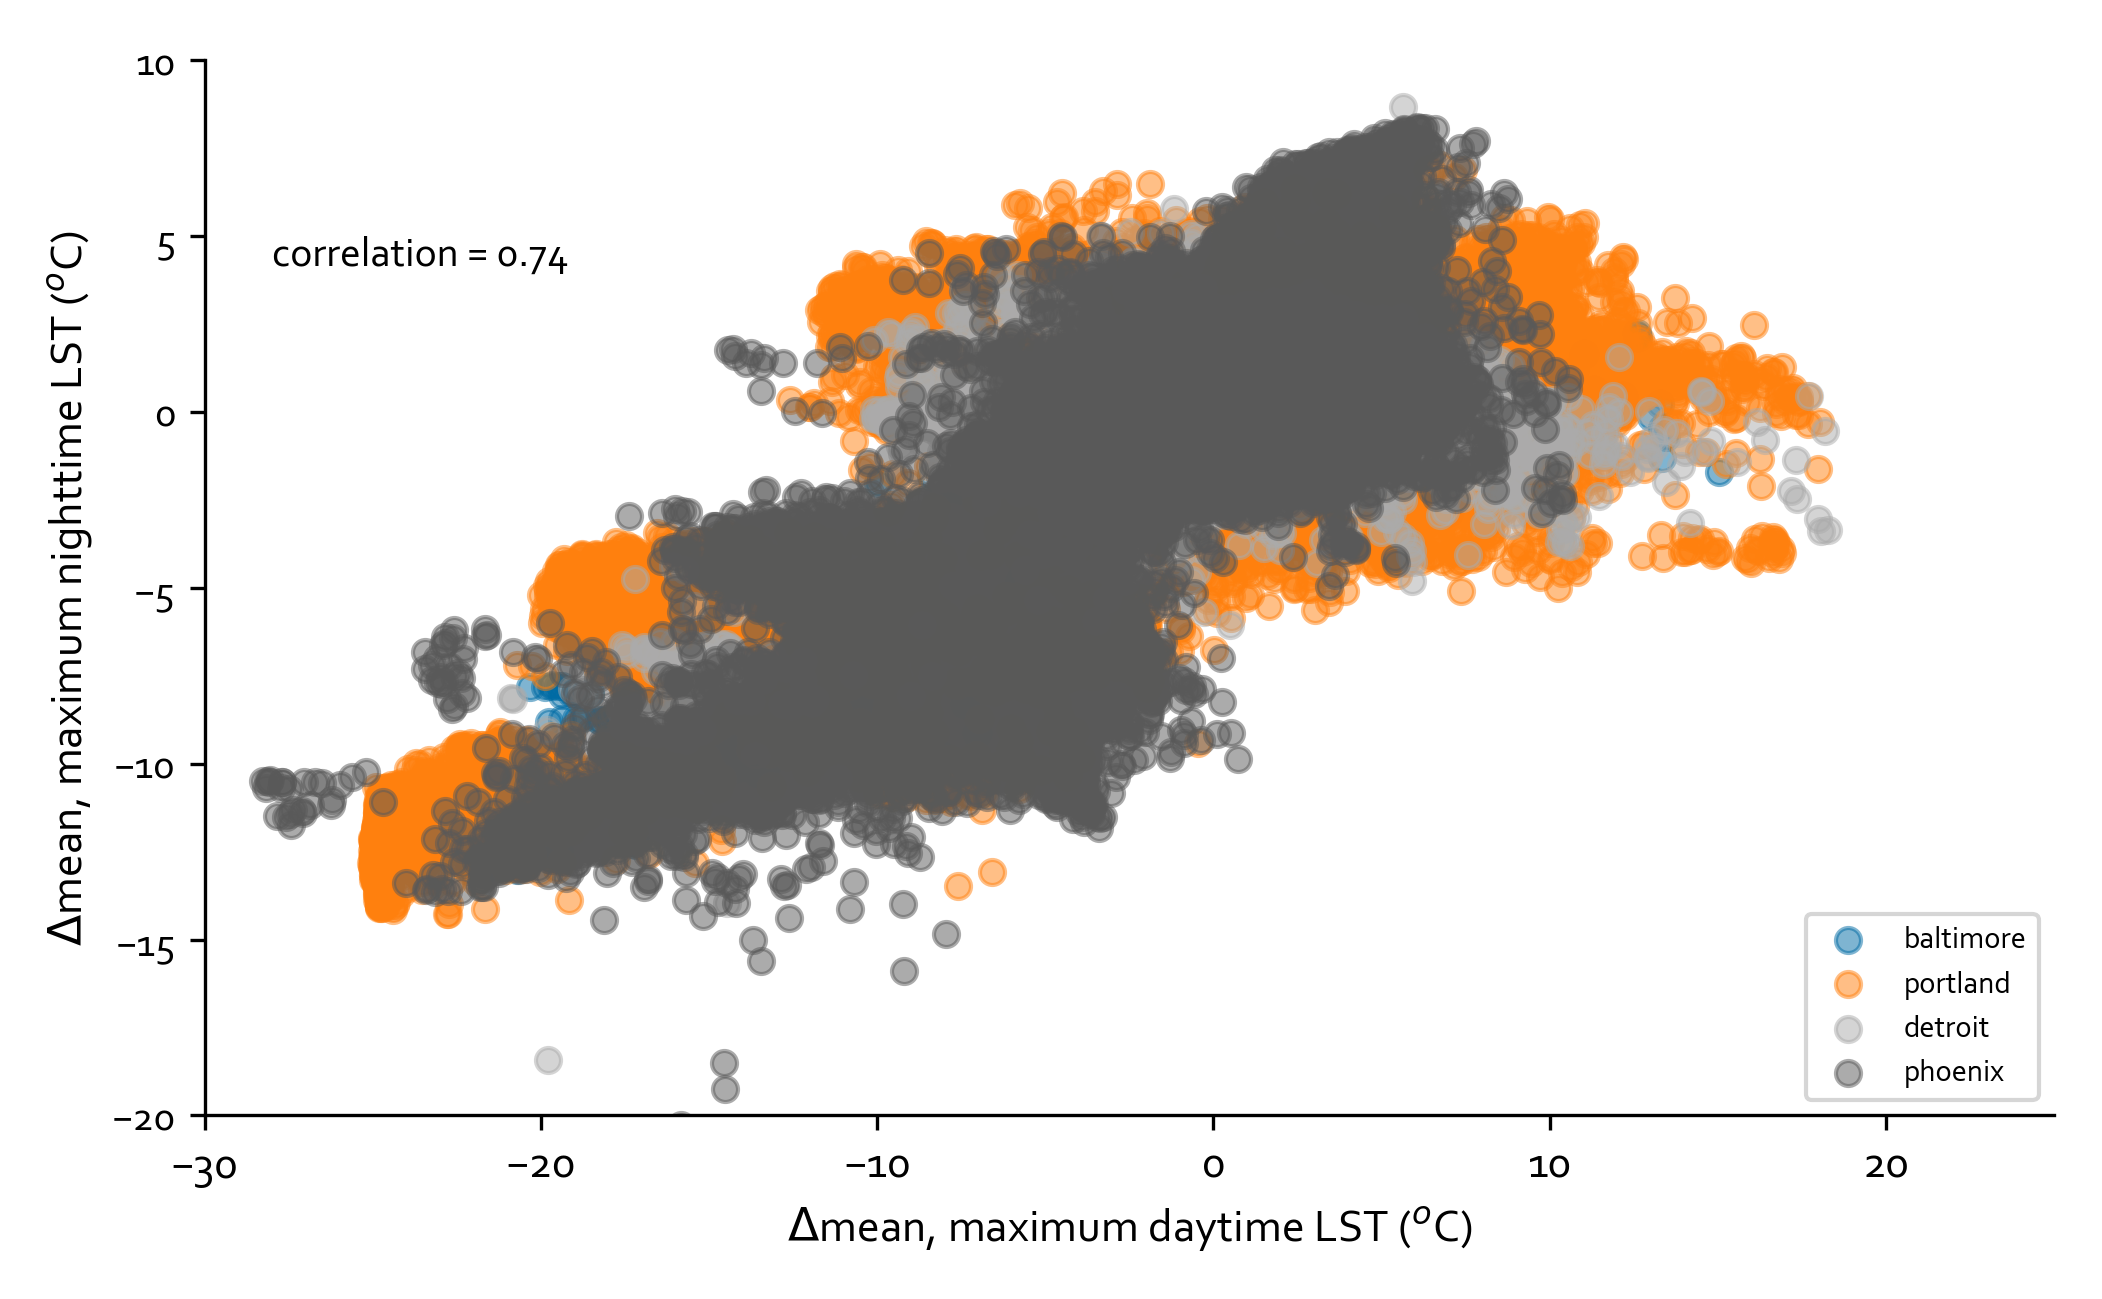 10
5
0
−5
−10
−15
−20
−30
−20
−10
0
10
20
Δmean, maximum nighttime LST (°C)
Δmean, maximum daytime LST (°C)
correlation = 0.74
baltimore
portland
detroit
phoenix